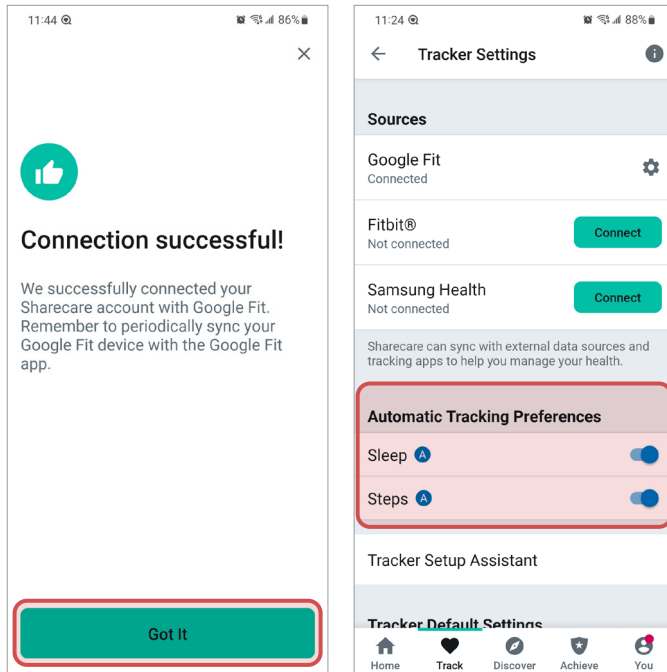 11:44
86%
Connection successful!
We successfully connected your
Sharecare account with Google Fit.
Remember to periodically sync your
Google Fit device with the Google Fit
app.
Got It
11:24
88%
Tracker Settings
Sources
Google Fit
Connected
Fitbit®
Not connected
Connect
Samsung Health
Not connected
Connect
Sharecare can sync with external data sources and
tracking apps to help you manage your health.
Automatic Tracking Preferences
Sleep A
Steps A
Tracker Setup Assistant
Tracker Default Settings
Home Track Discover Achieve You